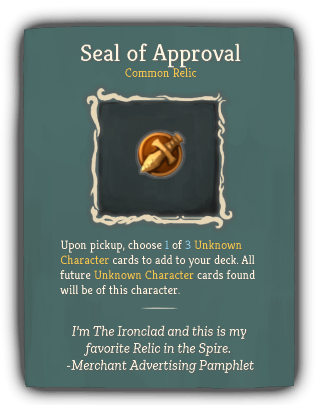 Seal of Approval
Common Relic
Upon pickup, choose 1 of 3 Unknown
Character cards to add to your deck. All
future Unknown Character cards found
will be of this character.
I'm The Ironclad and this is my
favorite Relic in the Spire.
-Merchant Advertising Pamphlet